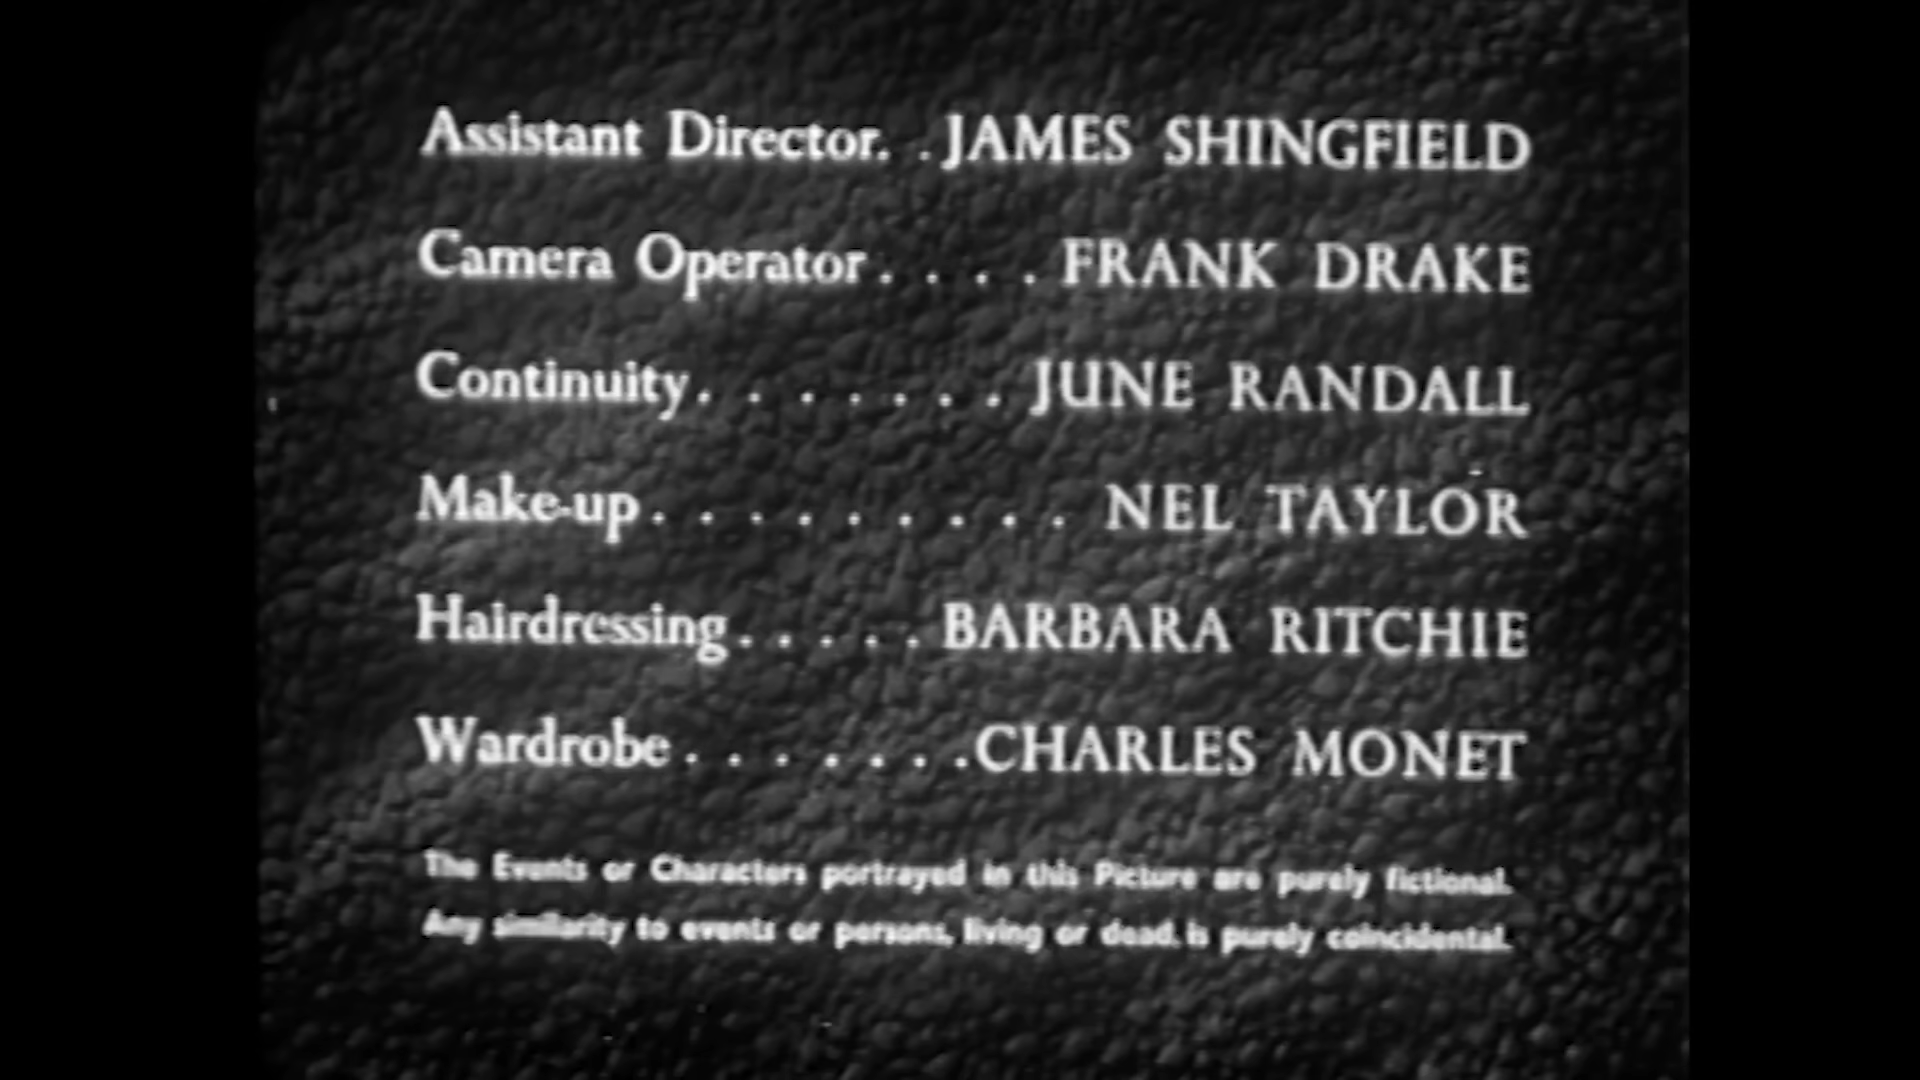 Assistant Director. . JAMES SHINGFIELD
Camera Operator . . . . FRANK DRAKE
Continuity . . . . . . . JUNE RANDALL
Make-up . . . . . . . . . NEL TAYLOR
Hairdressing . . . . . BARBARA RITCHIE
Wardrobe . . . . . . . CHARLES MONET
The Events or Characters portrayed in this Picture are purely fictional.
Any similarity to events or persons, living or dead, is purely coincidental.